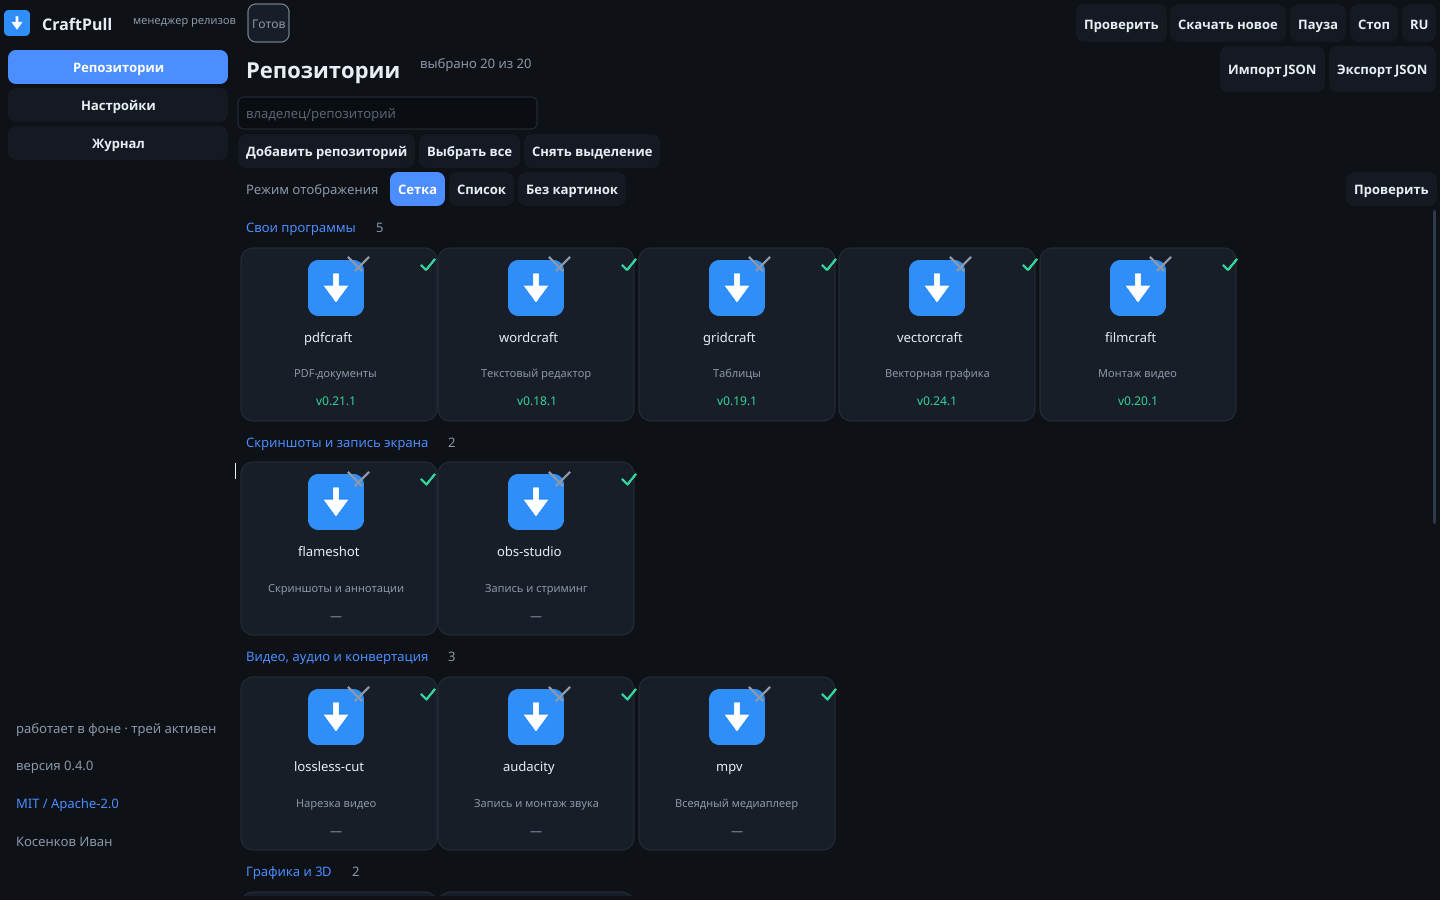 CraftPull
менеджер релизов
Готов
Проверить
Скачать новое
Пауза
Стоп
RU
Репозитории
Настройки
Журнал
Репозитории
выбрано 20 из 20
Импорт JSON
Экспорт JSON
владелец/репозиторий
Добавить репозиторий
Выбрать все
Снять выделение
Режим отображения
Сетка
Список
Без картинок
Проверить
Свои программы 5
pdfcraft
PDF-документы
v0.21.1
wordcraft
Текстовый редактор
v0.18.1
gridcraft
Таблицы
v0.19.1
vectorcraft
Векторная графика
v0.24.1
filmcraft
Монтаж видео
v0.20.1
Скриншоты и запись экрана 2
flameshot
Скриншоты и аннотации
—
obs-studio
Запись и стриминг
—
Видео, аудио и конвертация 3
lossless-cut
Нарезка видео
—
audacity
Запись и монтаж звука
—
mpv
Всеядный медиаплеер
—
Графика и 3D 2
работает в фоне · трей активен
версия 0.4.0
MIT / Apache-2.0
Косенков Иван